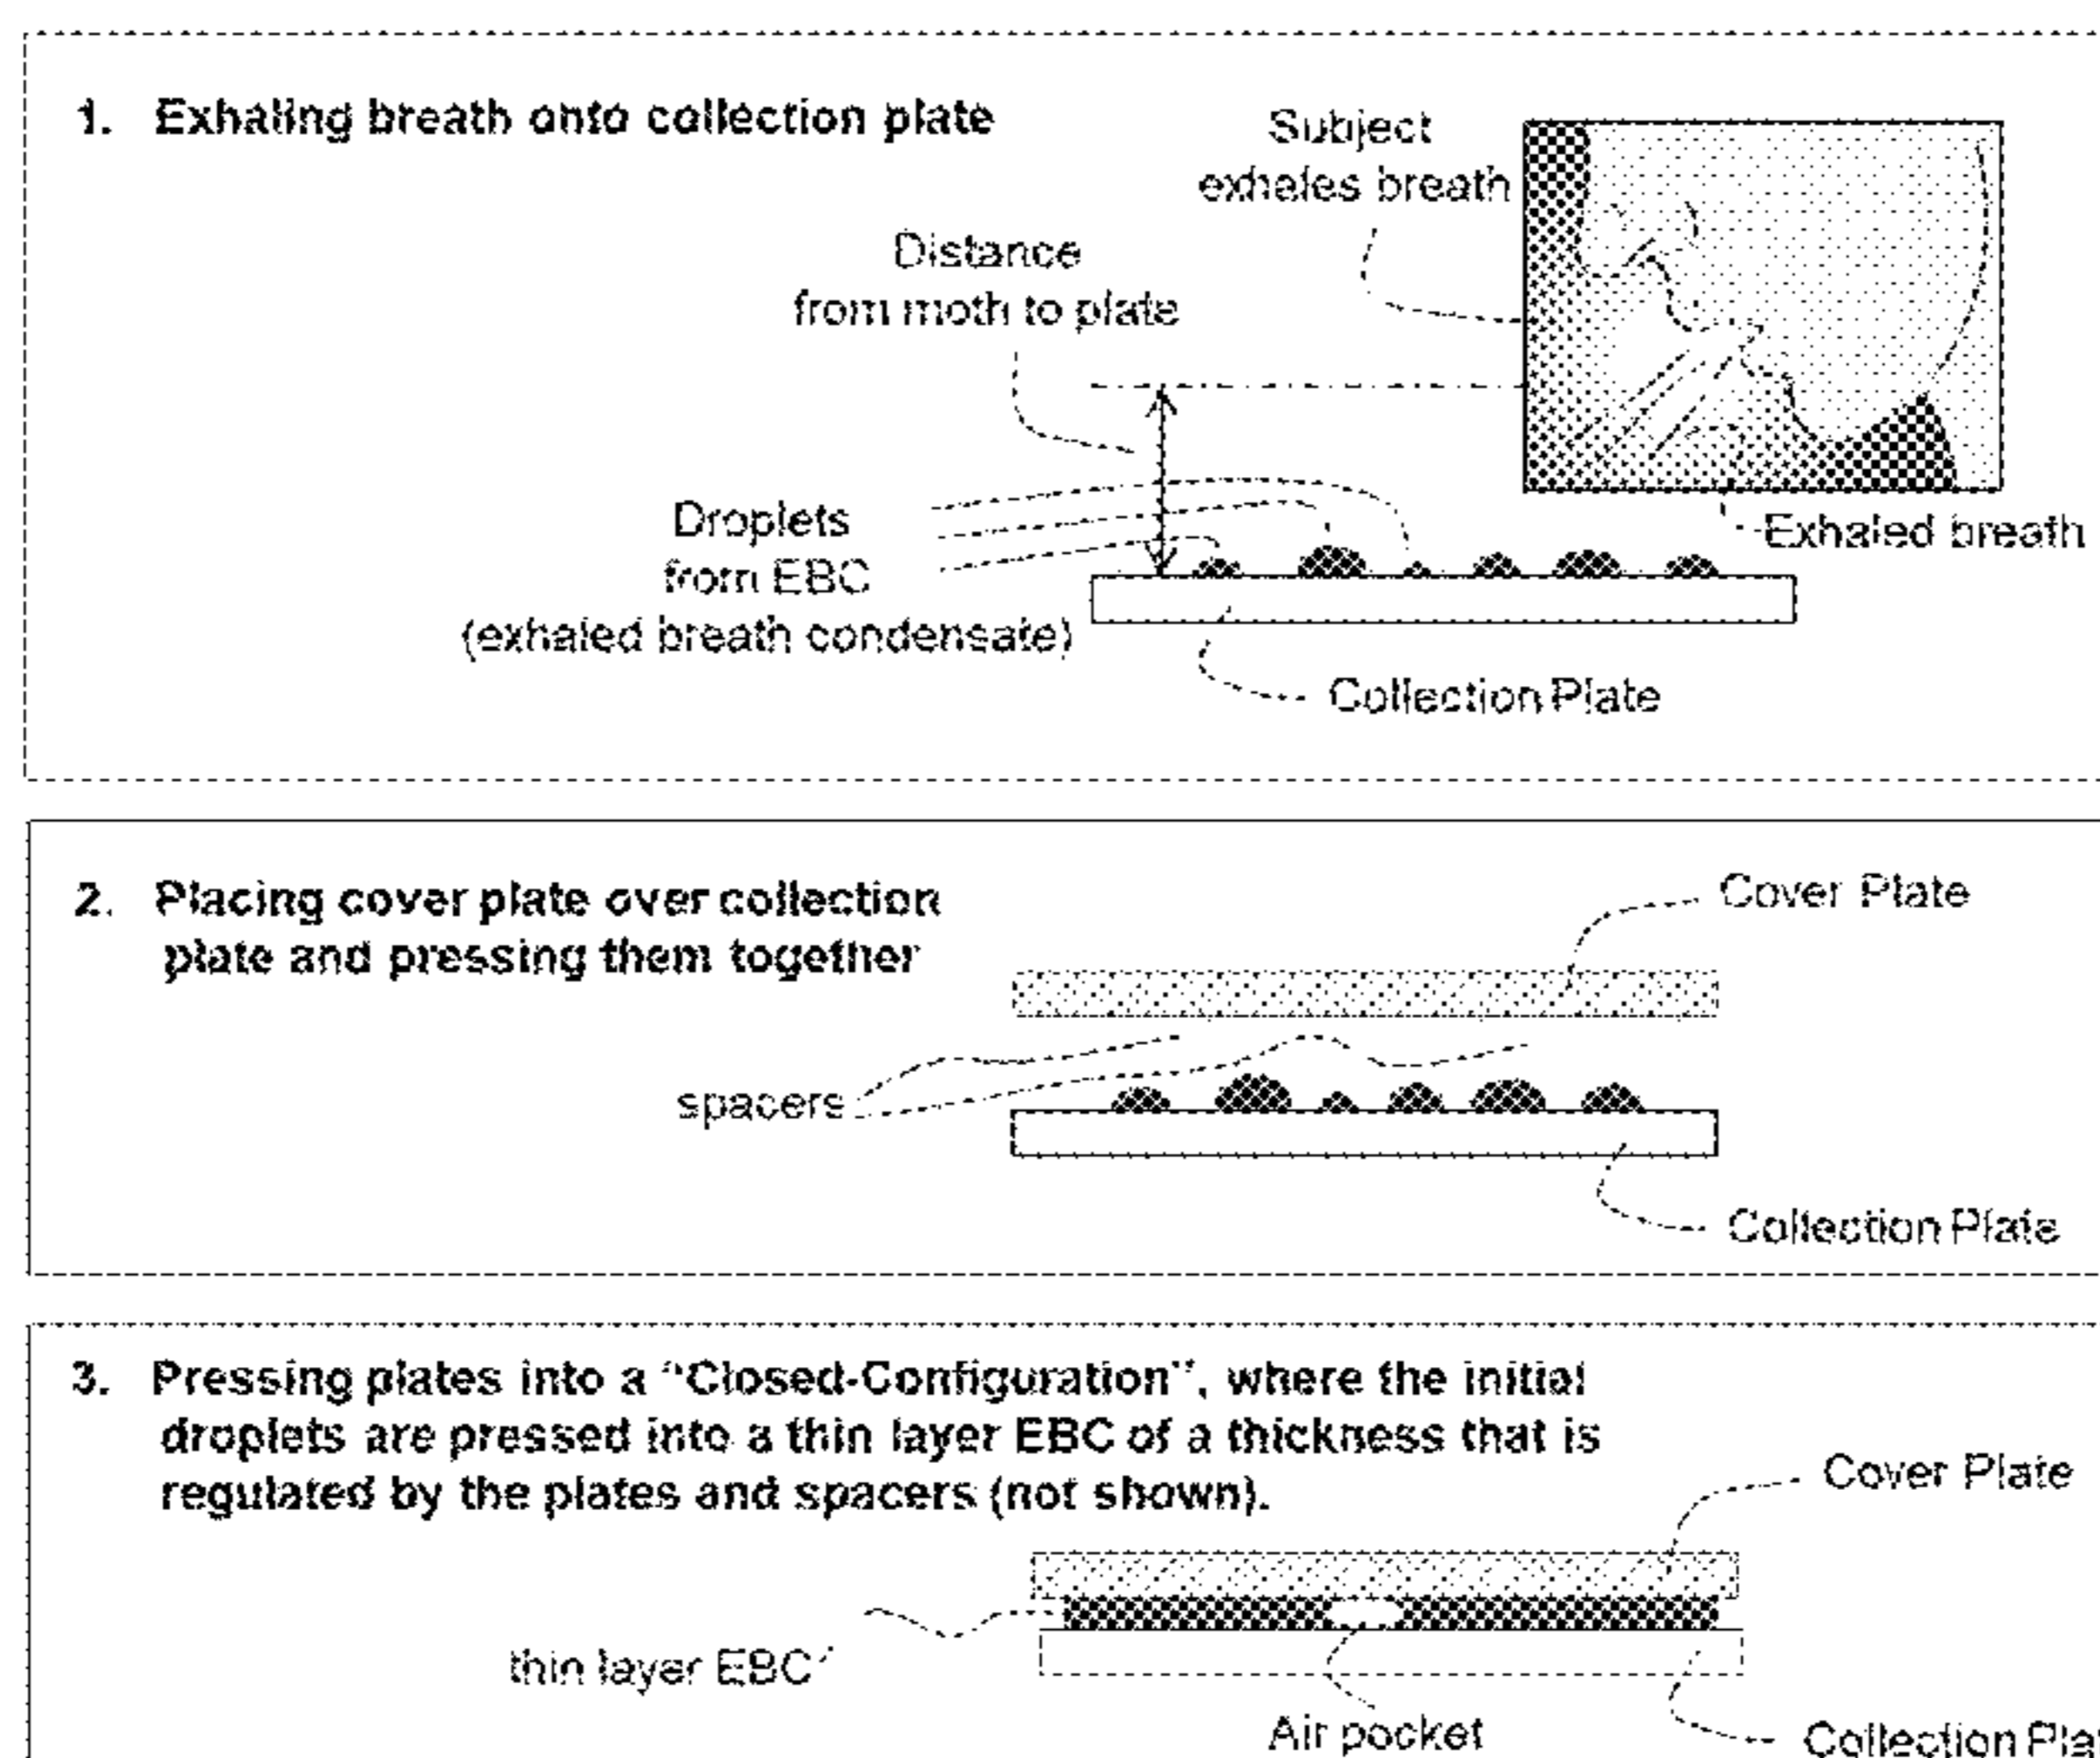 1. Exhaling breath onto collection plate
Subject
exhales breath
Distance
from moth to plate
Droplets
from EBC
(exhaled breath condensate)
Exhaled breath
Collection Plate
2. Placing cover plate over collection
plate and pressing them together
Cover Plate
spacers
Collection Plate
3. Pressing plates into a "Closed-Configuration", where the initial
droplets are pressed into a thin layer EBC of a thickness that is
regulated by the plates and spacers (not shown).
Cover Plate
thin layer EBC
Air pocket
Collection Pla